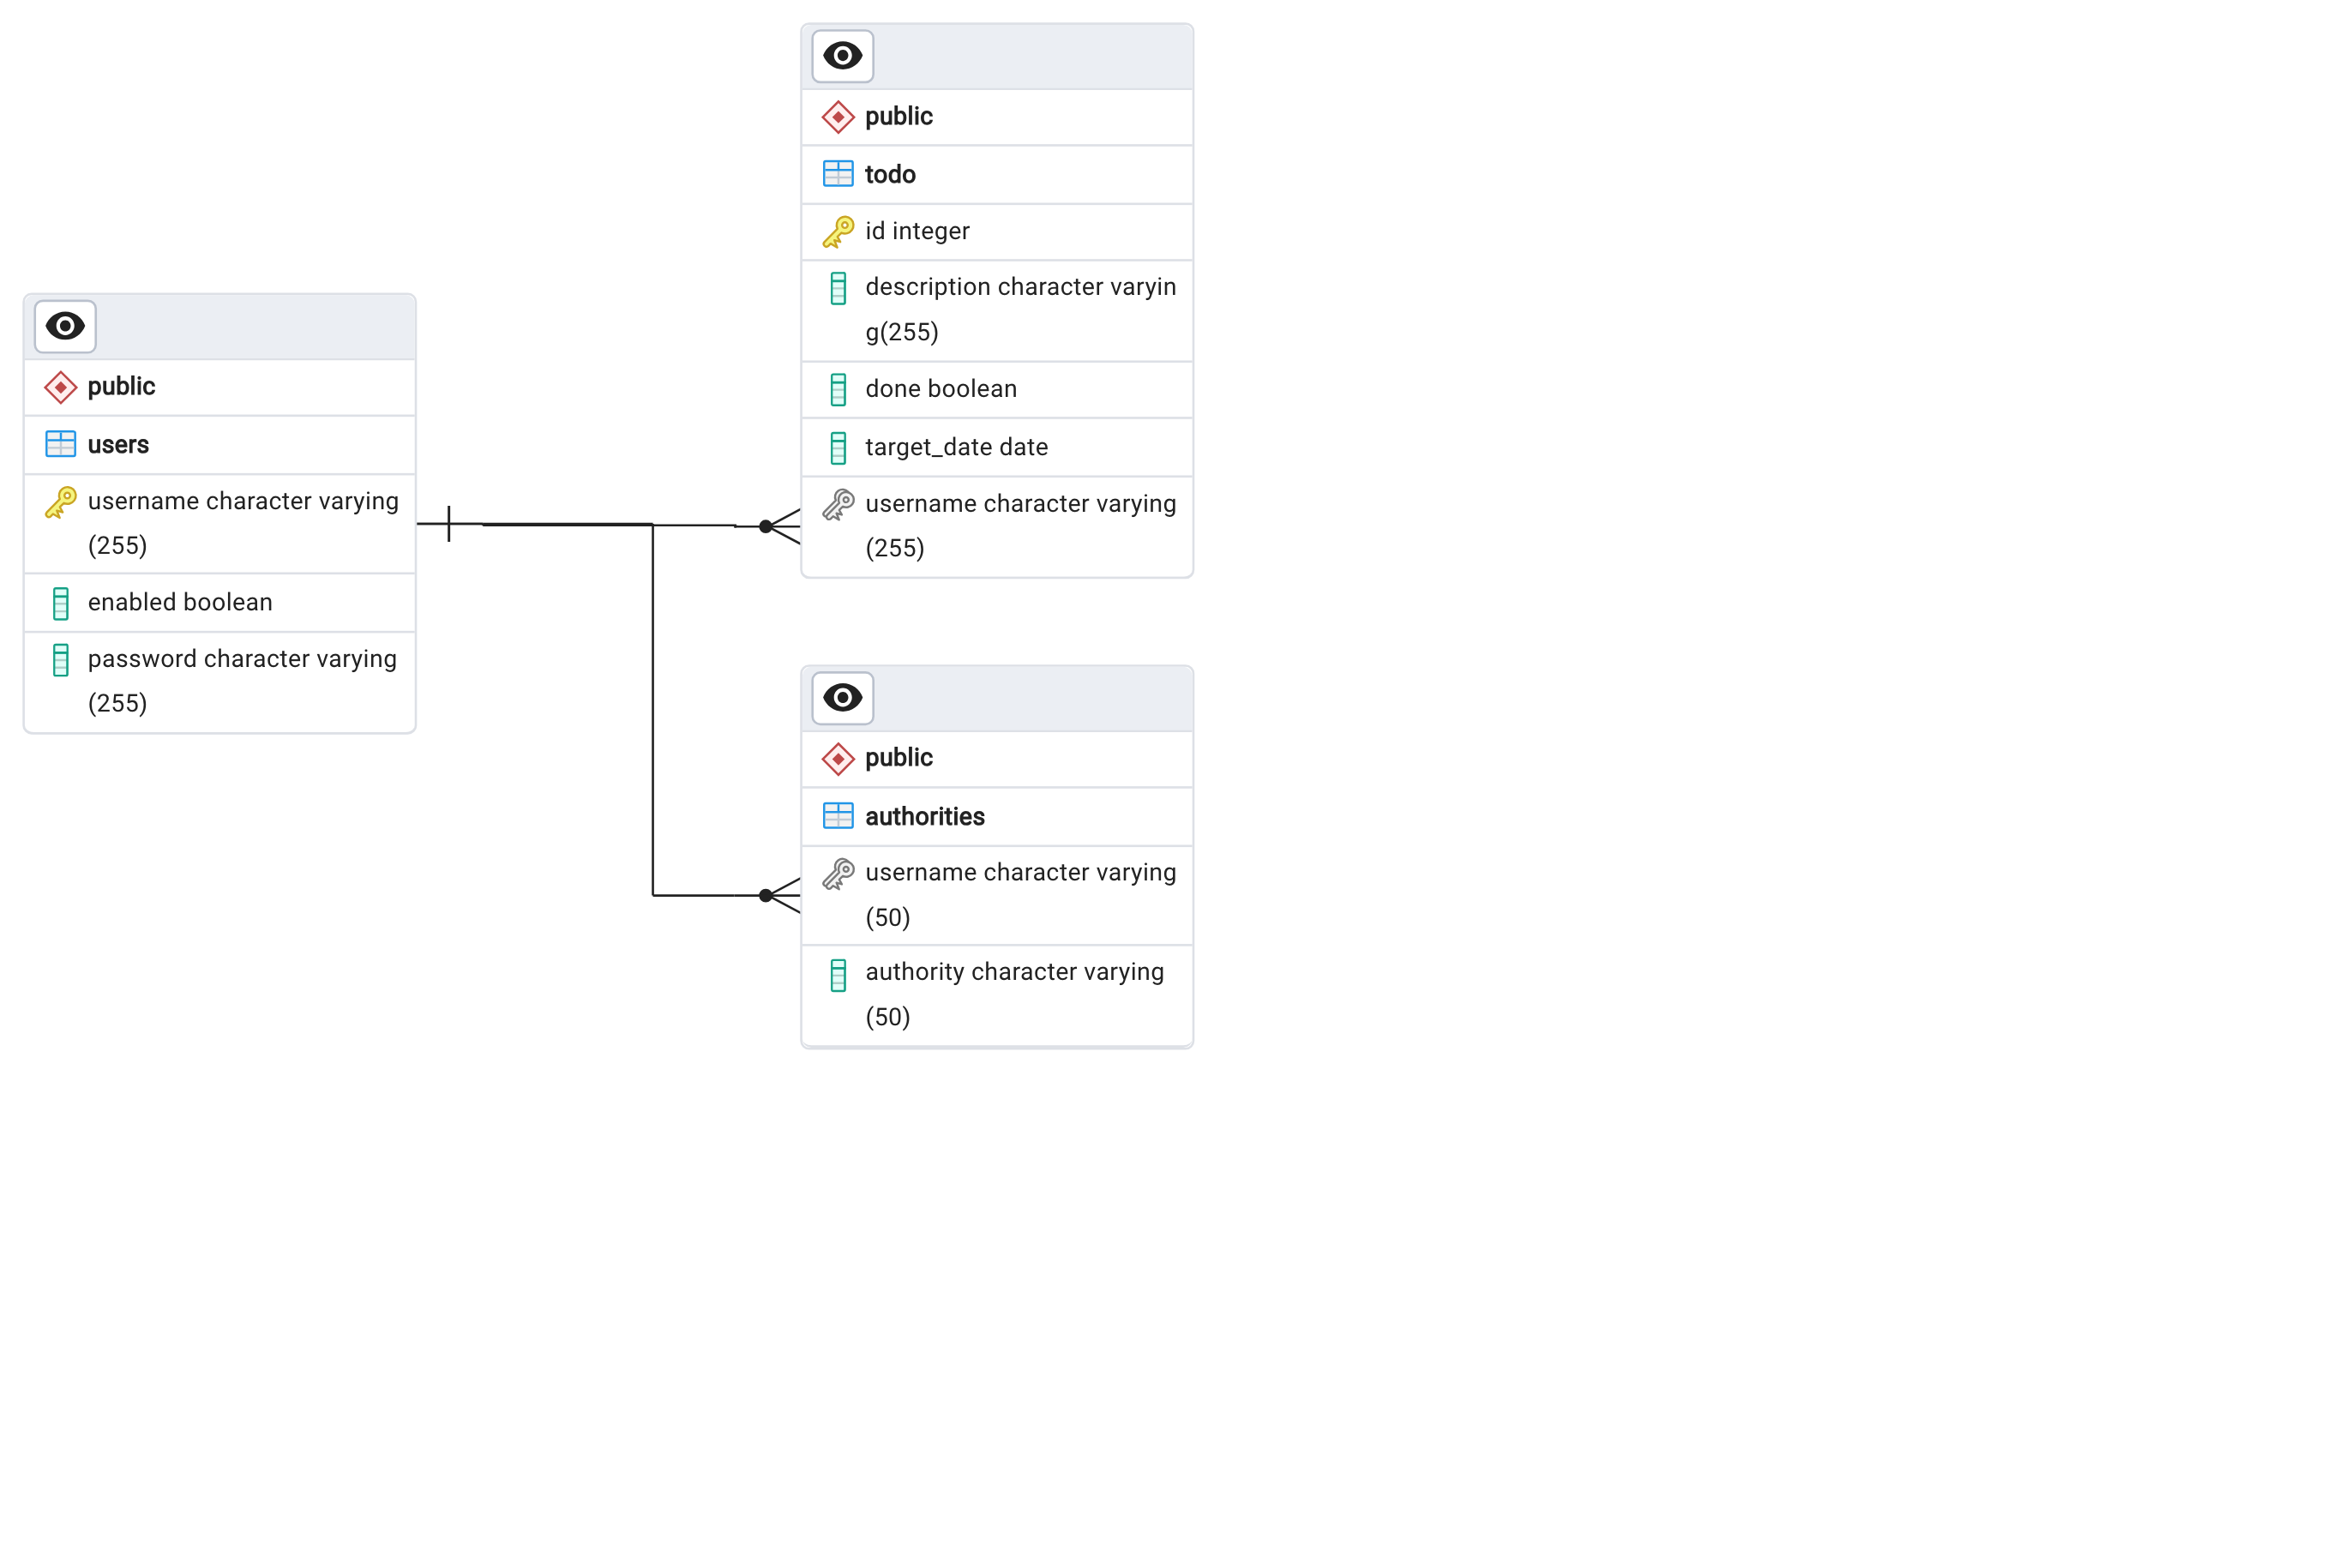 public
users
username character varying
(255)
enabled boolean
password character varying
(255)
public
todo
id integer
description character varyin
g(255)
done boolean
target_date date
username character varying
(255)
public
authorities
username character varying
(50)
authority character varying
(50)